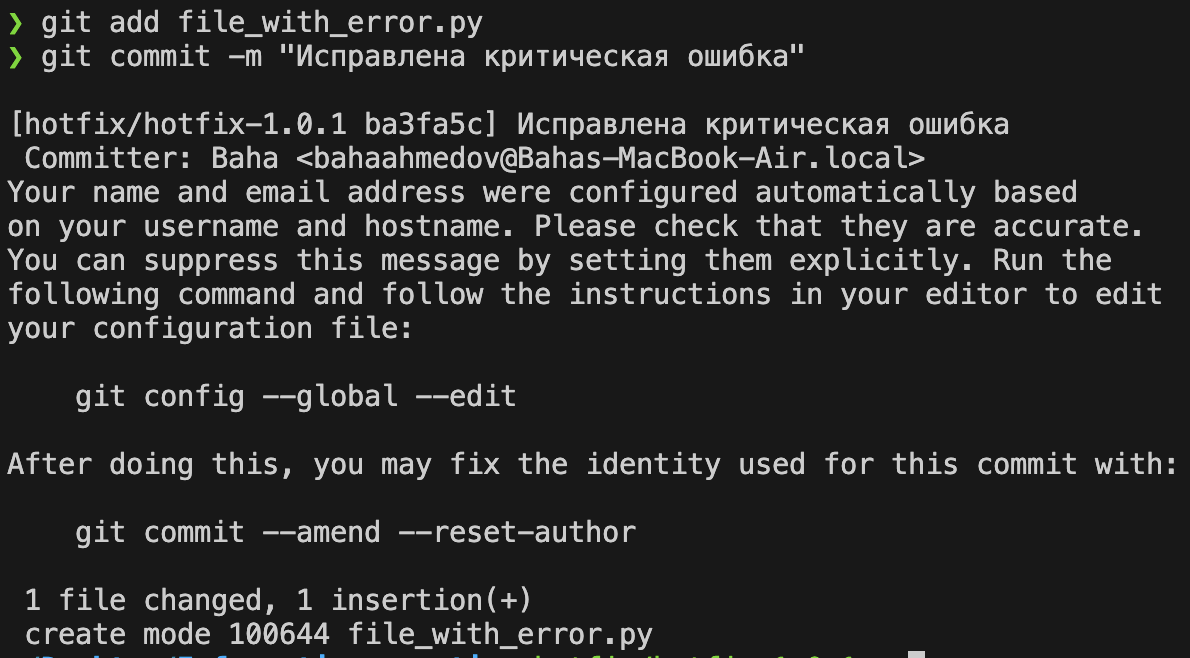 ❯ git add file_with_error.py
❯ git commit -m "Исправлена критическая ошибка"
[hotfix/hotfix-1.0.1 ba3fa5c] Исправлена критическая ошибка
Committer: Baha <bahaahmedov@Bahas-MacBook-Air.local>
Your name and email address were configured automatically based
on your username and hostname. Please check that they are accurate.
You can suppress this message by setting them explicitly. Run the
following command and follow the instructions in your editor to edit
your configuration file:
git config --global --edit
After doing this, you may fix the identity used for this commit with:
git commit --amend --reset-author
1 file changed, 1 insertion(+)
create mode 100644 file_with_error.py